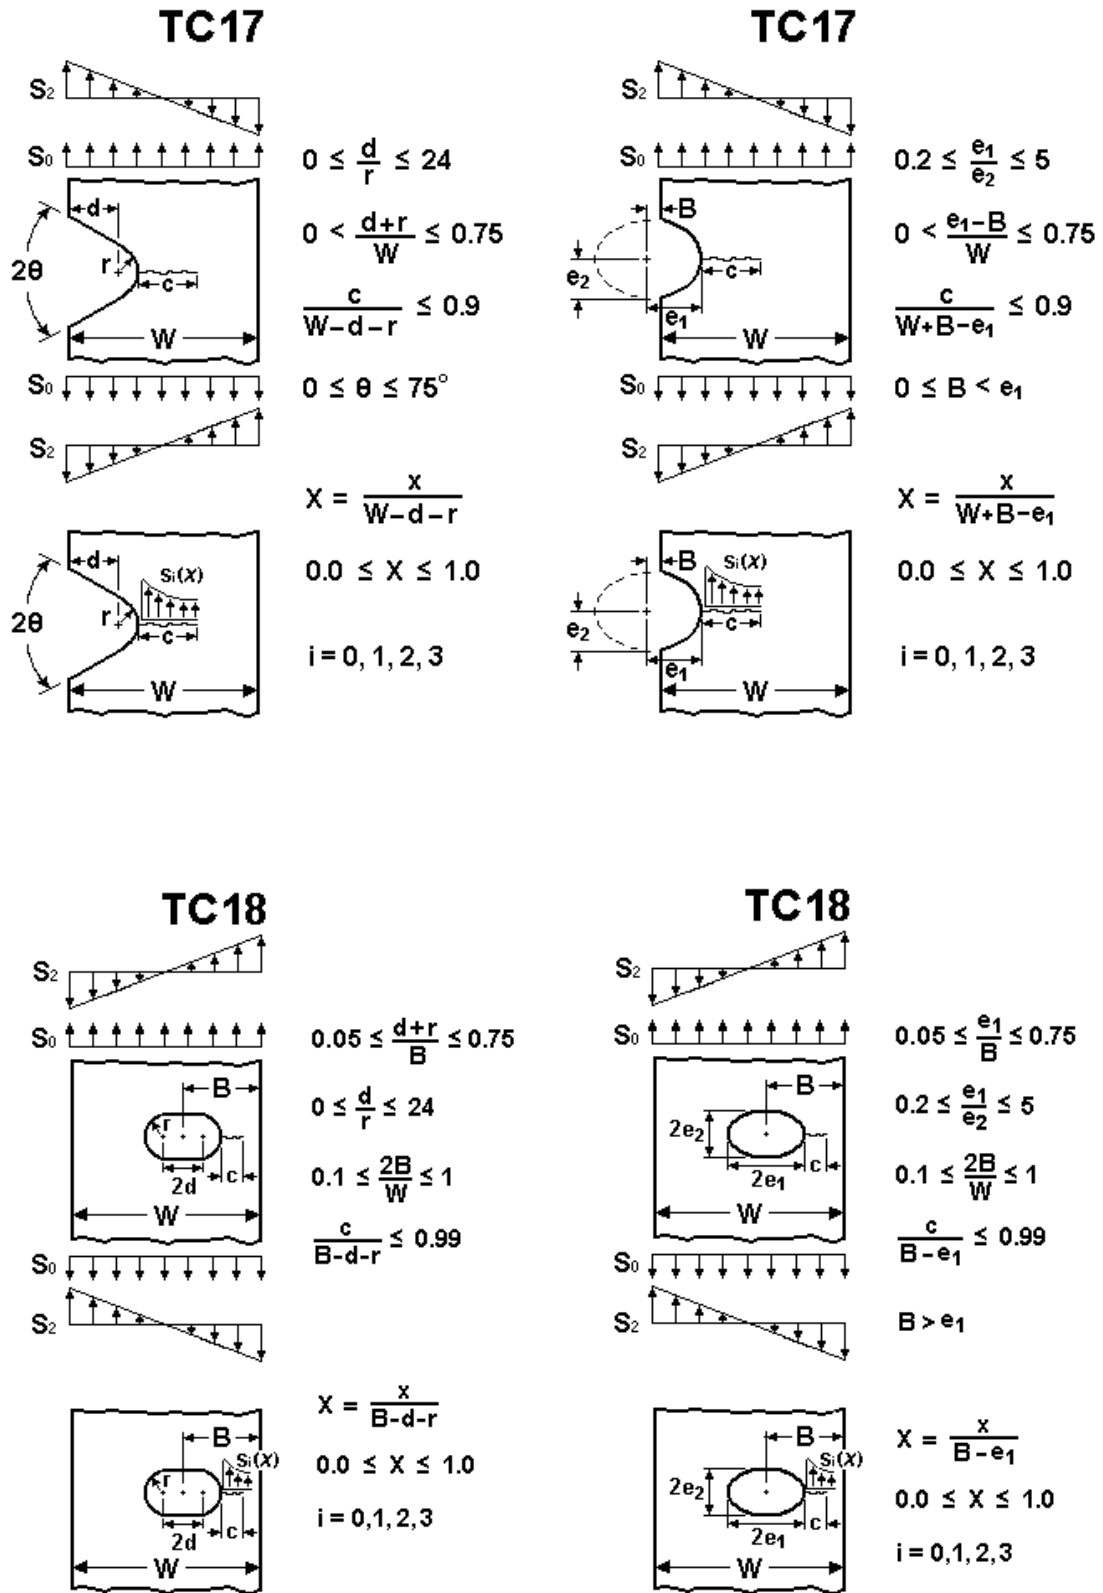 TC17
S₂
S₀
d
r
2θ
c
W
S₀
S₂
0 ≤ d/r ≤ 24
0 < (d+r)/W ≤ 0.75
c/(W−d−r) ≤ 0.9
0 ≤ θ ≤ 75°
d
Si(X)
r
2θ
c
W
X = x/(W−d−r)
0.0 ≤ X ≤ 1.0
i = 0, 1, 2, 3
TC17
S₂
S₀
B
e₂
c
e₁
W
S₀
S₂
0.2 ≤ e₁/e₂ ≤ 5
0 < (e₁−B)/W ≤ 0.75
c/(W+B−e₁) ≤ 0.9
0 ≤ B < e₁
B
Si(X)
e₂
c
e₁
W
X = x/(W+B−e₁)
0.0 ≤ X ≤ 1.0
i = 0, 1, 2, 3
TC18
S₂
S₀
B
r
2d
c
W
S₀
S₂
0.05 ≤ (d+r)/B ≤ 0.75
0 ≤ d/r ≤ 24
0.1 ≤ 2B/W ≤ 1
c/(B-d-r) ≤ 0.99
B
Si(X)
r
2d
c
W
X = x/(B-d-r)
0.0 ≤ X ≤ 1.0
i = 0,1,2,3
TC18
S₂
S₀
B
2e₂
2e₁
c
W
S₀
S₂
0.05 ≤ e₁/B ≤ 0.75
0.2 ≤ e₁/e₂ ≤ 5
0.1 ≤ 2B/W ≤ 1
c/(B-e₁) ≤ 0.99
B > e₁
B
Si(X)
2e₂
2e₁
c
W
X = x/(B-e₁)
0.0 ≤ X ≤ 1.0
i = 0,1,2,3